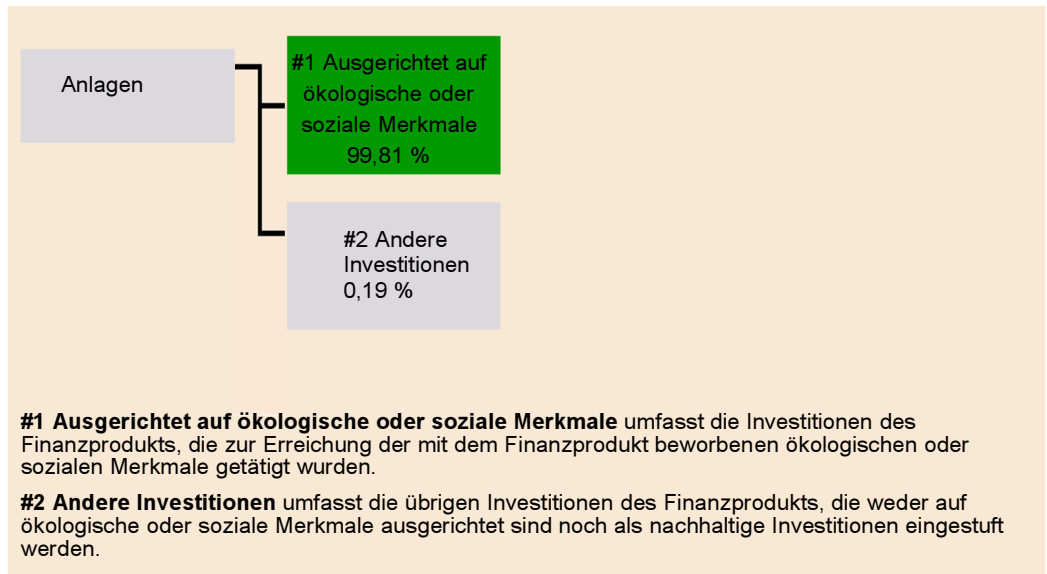 Anlagen
#1 Ausgerichtet auf
ökologische oder
soziale Merkmale
99,81 %
#2 Andere
Investitionen
0,19 %
#1 Ausgerichtet auf ökologische oder soziale Merkmale umfasst die Investitionen des
Finanzprodukts, die zur Erreichung der mit dem Finanzprodukt beworbenen ökologischen oder
sozialen Merkmale getätigt wurden.
#2 Andere Investitionen umfasst die übrigen Investitionen des Finanzprodukts, die weder auf
ökologische oder soziale Merkmale ausgerichtet sind noch als nachhaltige Investitionen eingestuft
werden.